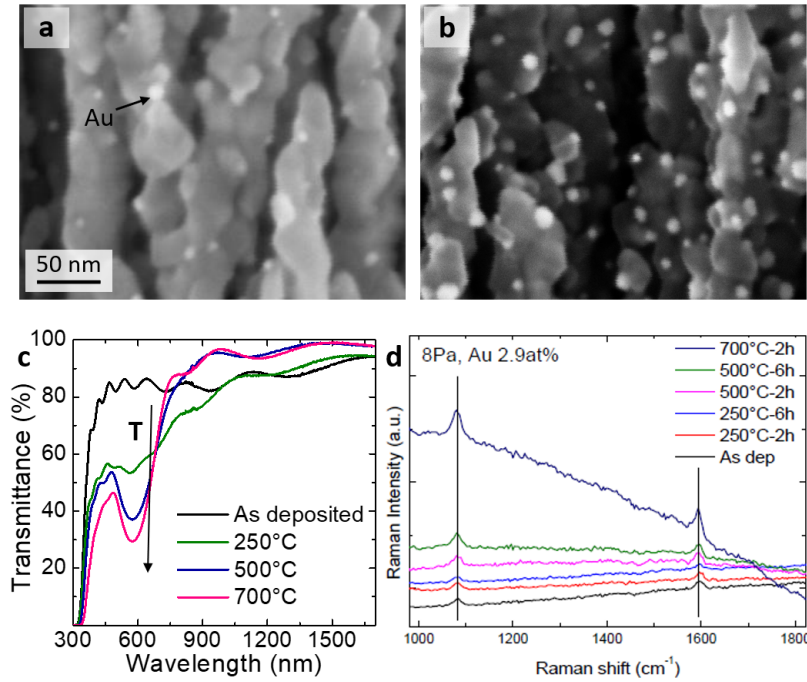 a
Au
50 nm
b
c
100
80
60
40
20
T
As deposited
250°C
500°C
700°C
300 600 900 1200 1500
Wavelength (nm)
Transmittance (%)
d
8Pa, Au 2.9at%
700°C-2h
500°C-6h
500°C-2h
250°C-6h
250°C-2h
As dep
Raman Intensity (a.u.)
1000 1200 1400 1600 1800
Raman shift (cm⁻¹)